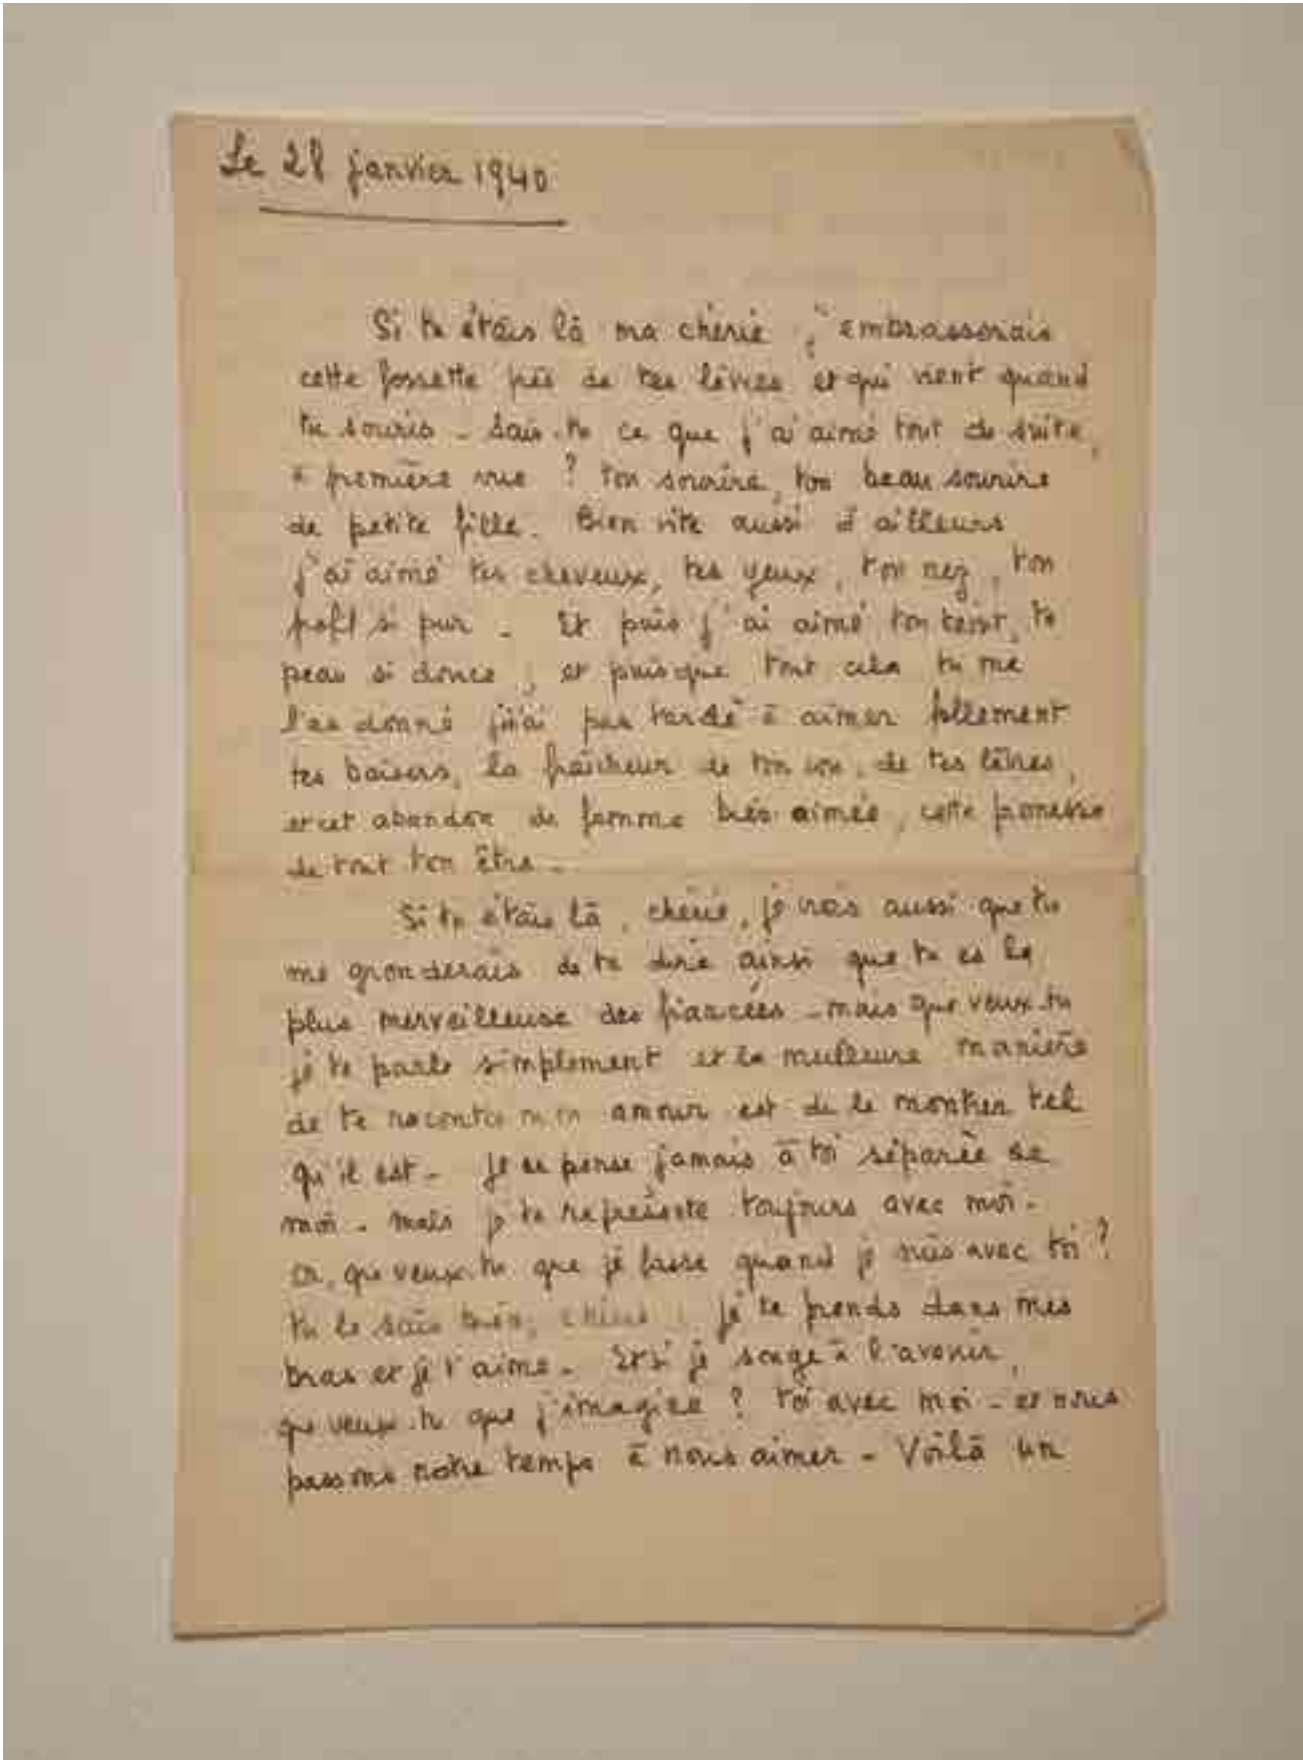 Le 28 janvier 1940
Si tu étais là ma chérie j'embrasserais
cette fossette près de tes lèvres et qui vient quand
tu souris - Sais-tu ce que j'ai aimé tout de suite,
à première vue ? ton sourire, ton beau sourire
de petite fille. Bien vite aussi d'ailleurs
j'ai aimé tes cheveux, tes yeux, ton nez, ton
profil si pur - Et puis j'ai aimé ton teint, ta
peau si douce, et puisque tout cela tu me
l'as donné j'n'ai pas tardé à aimer follement
tes baisers, la fraîcheur de ton cou, de tes lèvres,
et cet abandon de femme très aimée, cette promesse
de tout ton être -
Si tu étais là, chérie, je crois aussi que tu
me gronderais de te dire ainsi que tu es la
plus merveilleuse des fiancées - mais que veux-tu
je te parle simplement et la meilleure manière
de te raconter mon amour est de le montrer tel
qu'il est - Je ne pense jamais à toi séparée de
moi - Mais je te représente toujours avec moi -
Or, que veux-tu que je fasse quand je suis avec toi ?
Tu le sais bien, chérie, je te prends dans mes
bras et je t'aime - Et si je songe à l'avenir,
que veux-tu que j'imagine ? Toi avec moi - et nous
passons notre temps à nous aimer - Voilà un